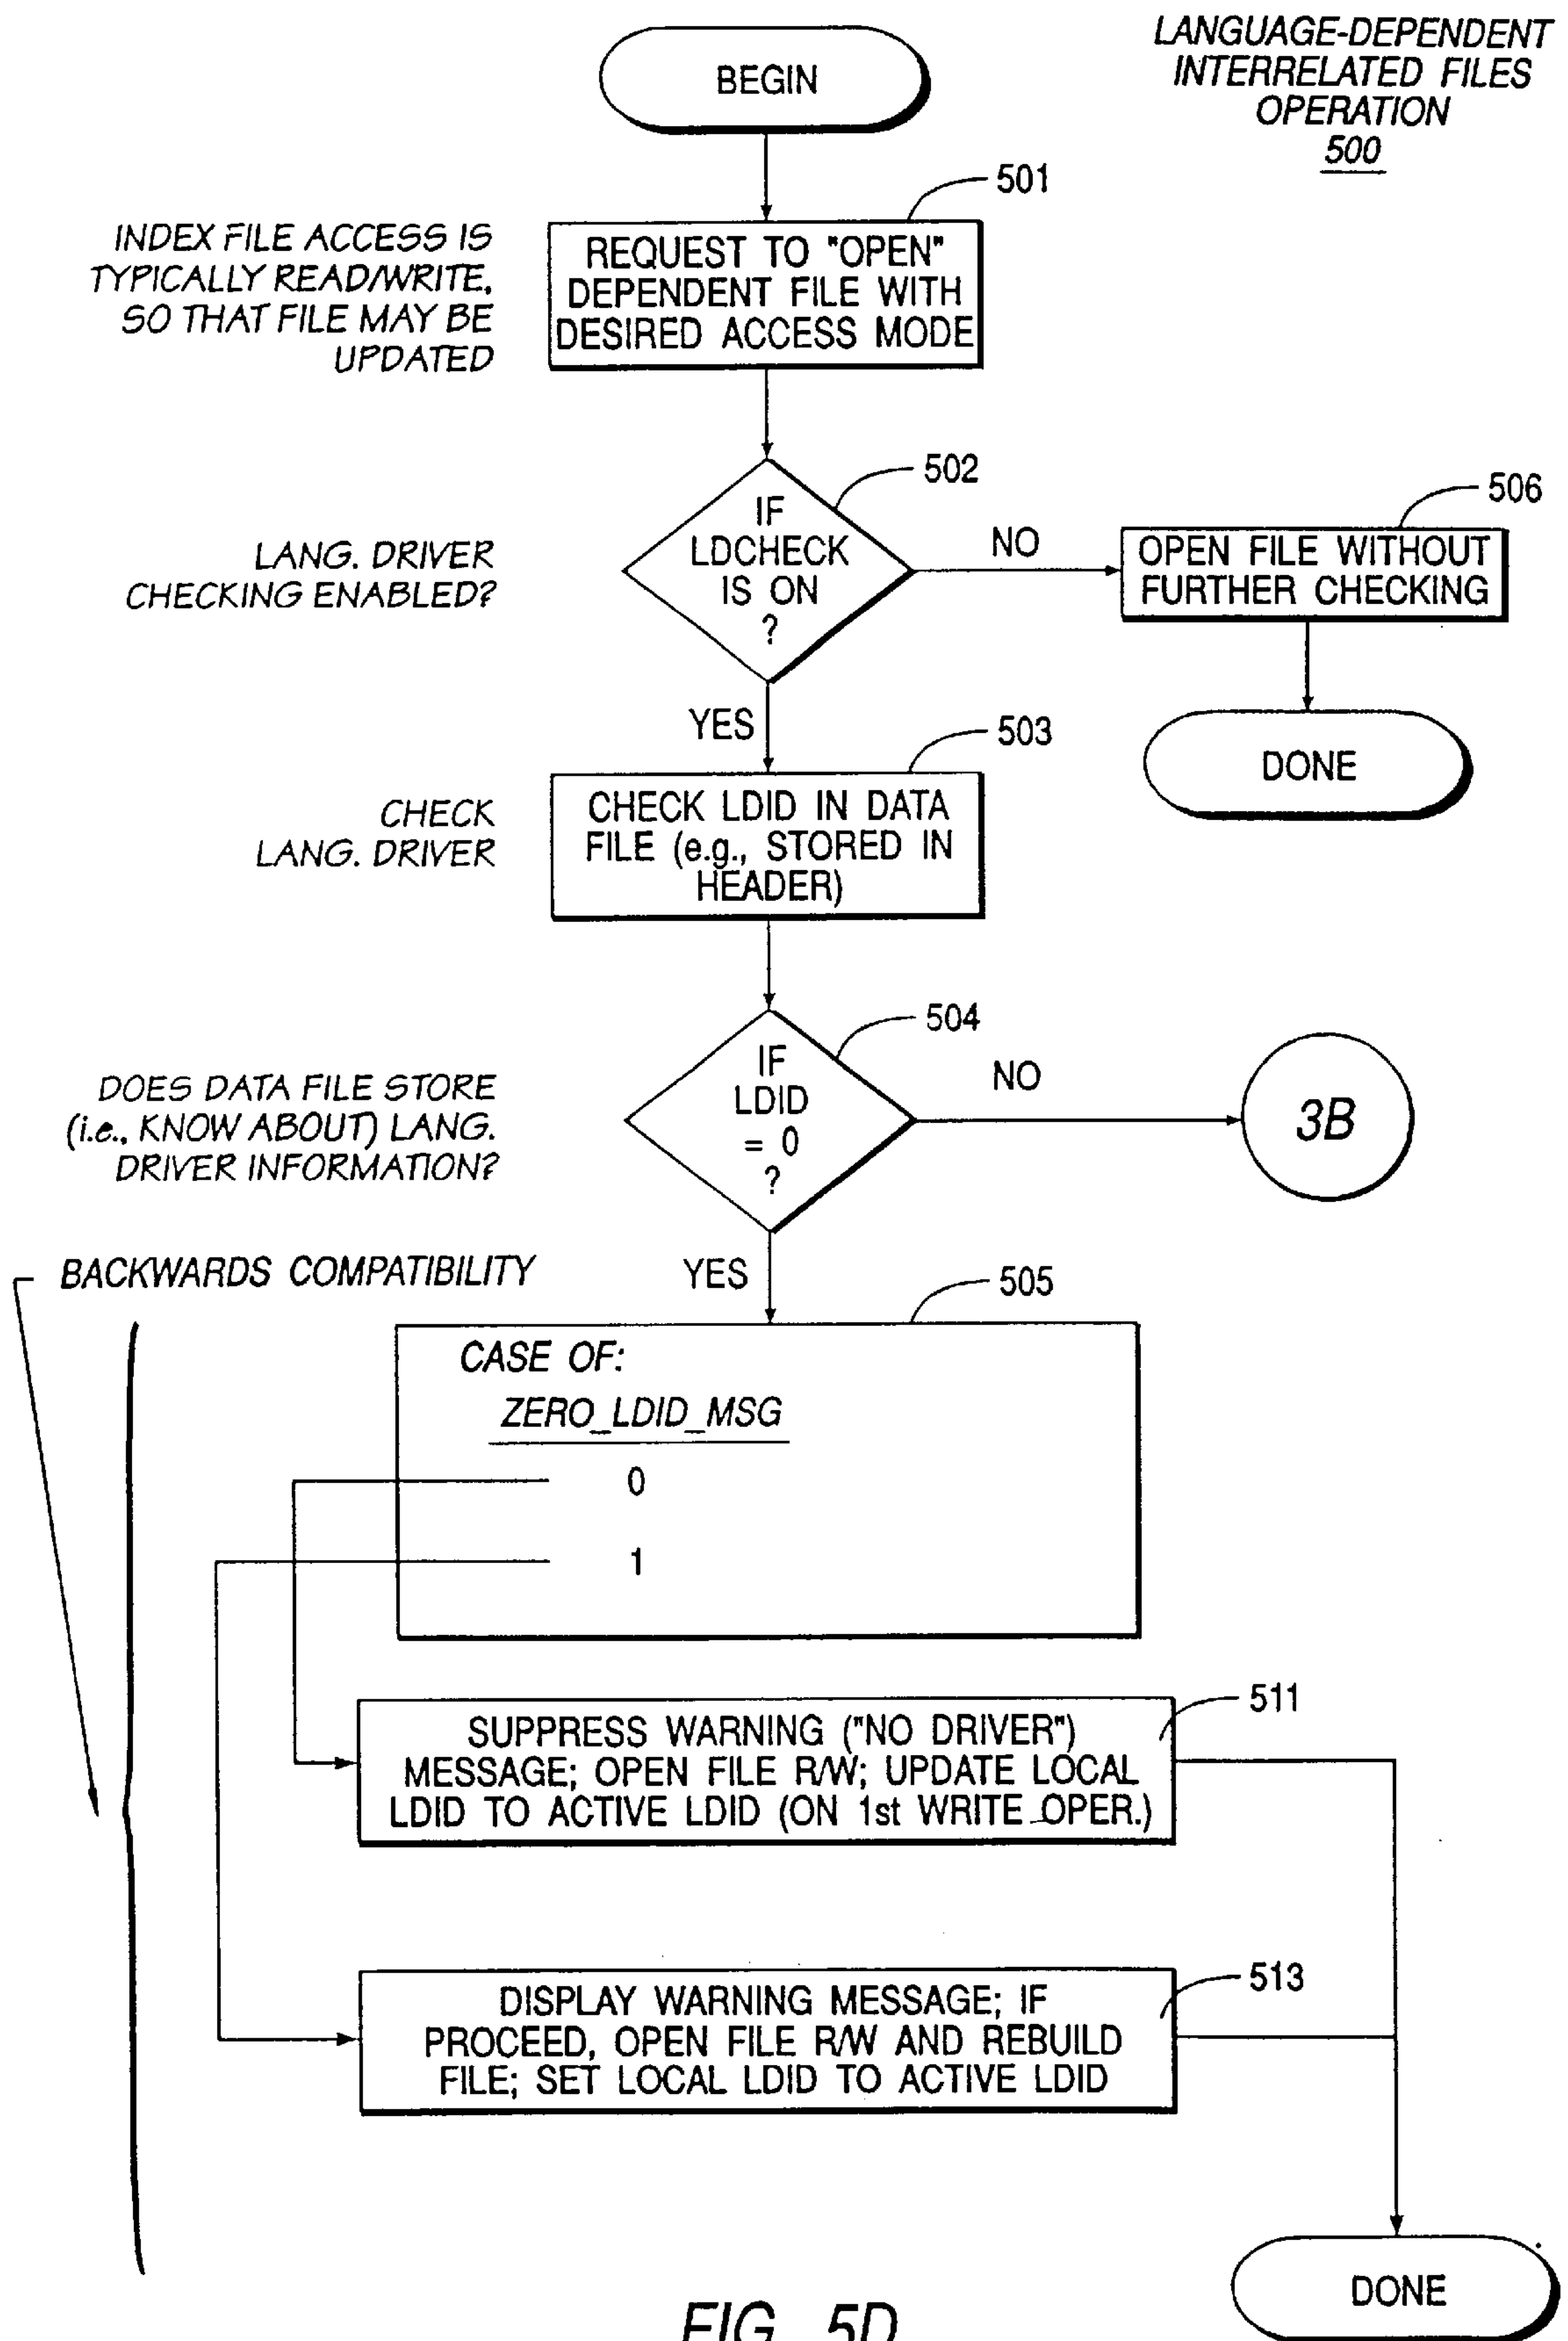 LANGUAGE-DEPENDENT
INTERRELATED FILES
OPERATION
500
BEGIN
501
INDEX FILE ACCESS IS
TYPICALLY READ/WRITE,
SO THAT FILE MAY BE
UPDATED
REQUEST TO "OPEN"
DEPENDENT FILE WITH
DESIRED ACCESS MODE
502
LANG. DRIVER
CHECKING ENABLED?
IF
LDCHECK
IS ON
?
NO
506
OPEN FILE WITHOUT
FURTHER CHECKING
DONE
YES
503
CHECK
LANG. DRIVER
CHECK LDID IN DATA
FILE (e.g., STORED IN
HEADER)
504
DOES DATA FILE STORE
(i.e., KNOW ABOUT) LANG.
DRIVER INFORMATION?
IF
LDID
= 0
?
NO
3B
YES
BACKWARDS COMPATIBILITY
505
CASE OF:
ZERO_LDID_MSG
0
1
511
SUPPRESS WARNING ("NO DRIVER")
MESSAGE; OPEN FILE R/W; UPDATE LOCAL
LDID TO ACTIVE LDID (ON 1st WRITE OPER.)
513
DISPLAY WARNING MESSAGE; IF
PROCEED, OPEN FILE R/W AND REBUILD
FILE; SET LOCAL LDID TO ACTIVE LDID
DONE
FIG. 5D